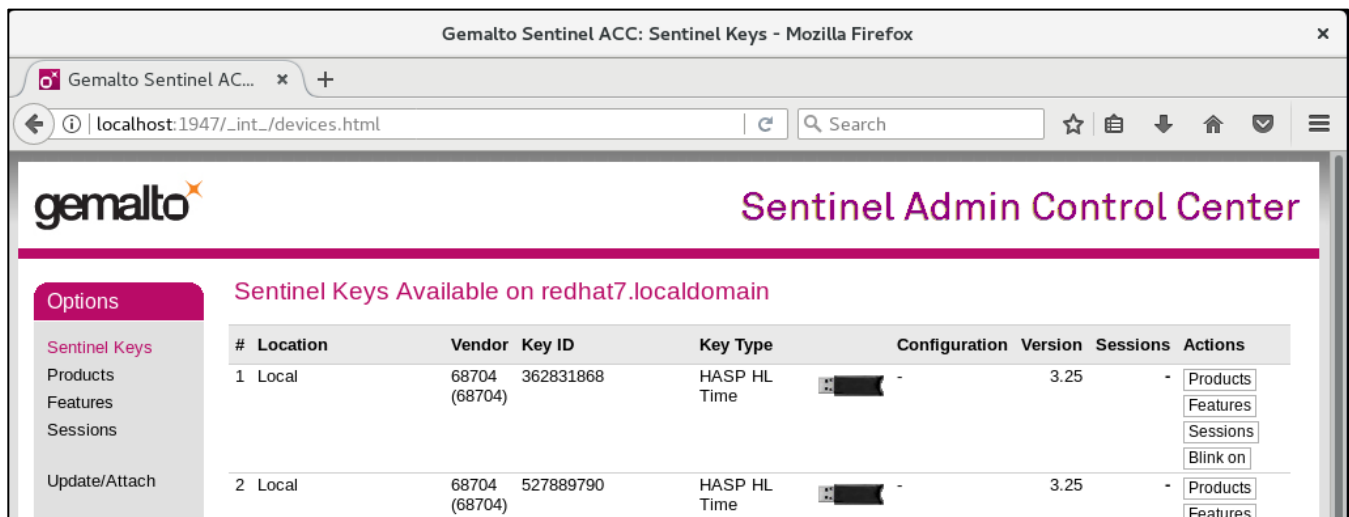 Gemalto Sentinel ACC: Sentinel Keys - Mozilla Firefox
Gemalto Sentinel AC...
localhost:1947/_int_/devices.html
Search
gemalto
Sentinel Admin Control Center
Options
Sentinel Keys
Products
Features
Sessions
Update/Attach
Sentinel Keys Available on redhat7.localdomain
# Location Vendor Key ID Key Type Configuration Version Sessions Actions
1 Local 68704 362831868 HASP HL - 3.25 - Products
(68704) Time
Features
Sessions
Blink on
2 Local 68704 527889790 HASP HL - 3.25 - Products
(68704) Time Features